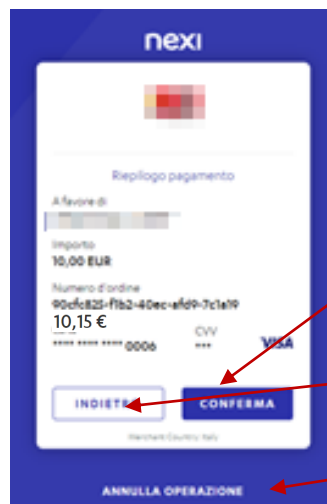 nexi
Riepilogo pagamento
A favore di
Importo
10,00 EUR
Numero d'ordine
90cfc825-f1b2-40ec-afd9-7c1a19
10,15 €
CVV
**** **** **** 0006 *** VISA
INDIETRO CONFERMA
Merchant Country: Italy
ANNULLA OPERAZIONE